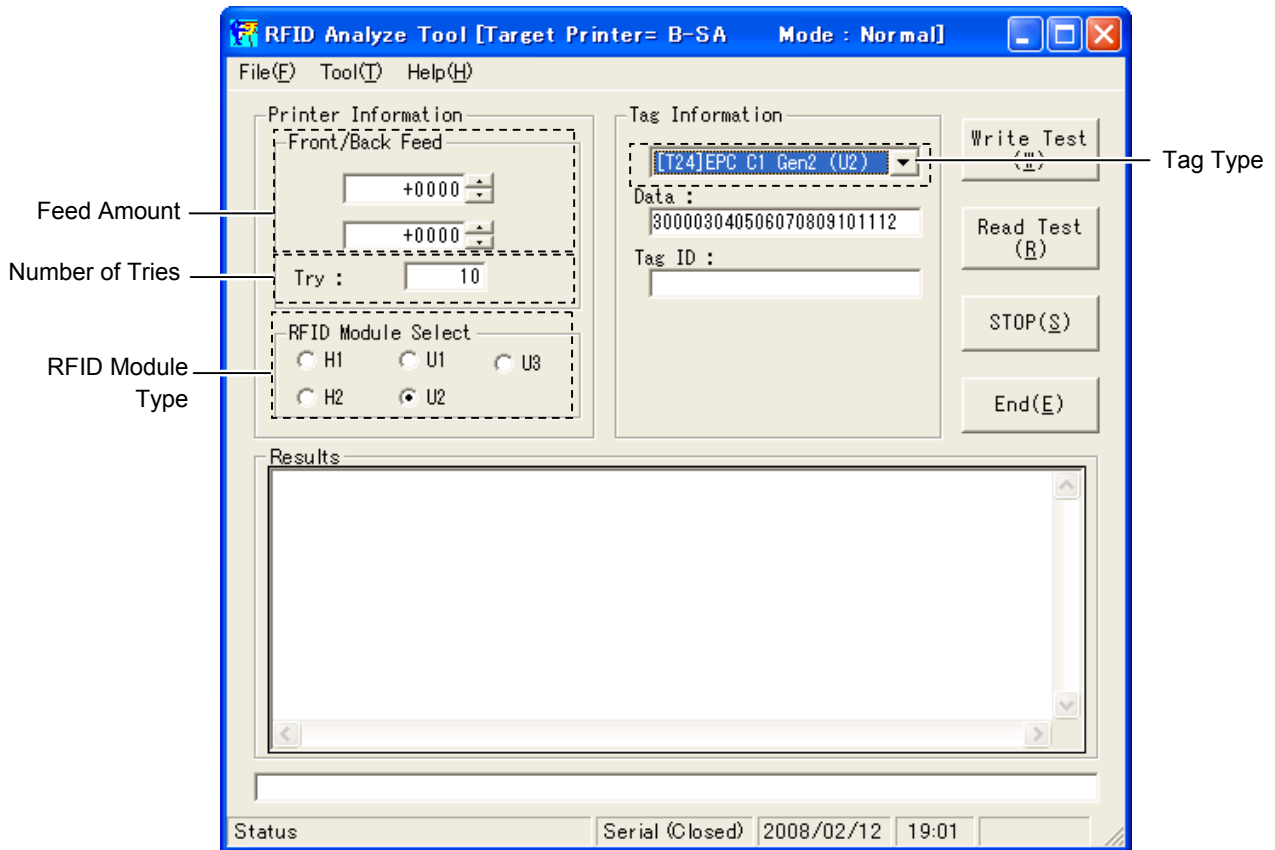 RFID Analyze Tool [Target Printer= B-SA Mode : Normal]
File(F) Tool(T) Help(H)
Printer Information
Front/Back Feed
+0000
+0000
Try : 10
RFID Module Select
H1 U1 U3
H2 U2
Tag Information
[T24]EPC C1 Gen2 (U2)
Data :
300003040506070809101112
Tag ID :
Write Test
(W)
Read Test
(R)
STOP(S)
End(E)
Feed Amount
Number of Tries
RFID Module
Type
Tag Type
Results
Status Serial (Closed) 2008/02/12 19:01